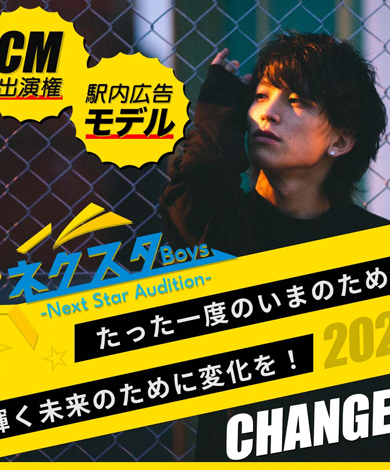 CM
出演権
駅内広告
モデル
ネクスタBoys
-Next Star Audition-
たった一度のいまのため
202
輝く未来のために変化を！
CHANGE